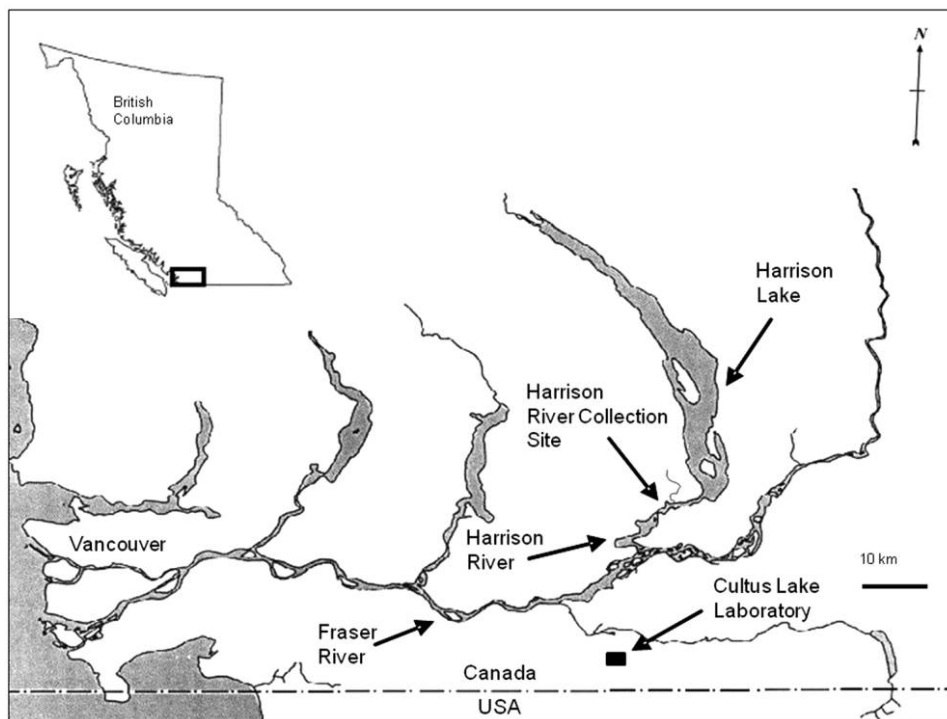 N
British
Columbia
Harrison
Lake
Harrison
River Collection
Site
Vancouver
Harrison
River
10 km
Cultus Lake
Laboratory
Fraser
River
Canada
USA